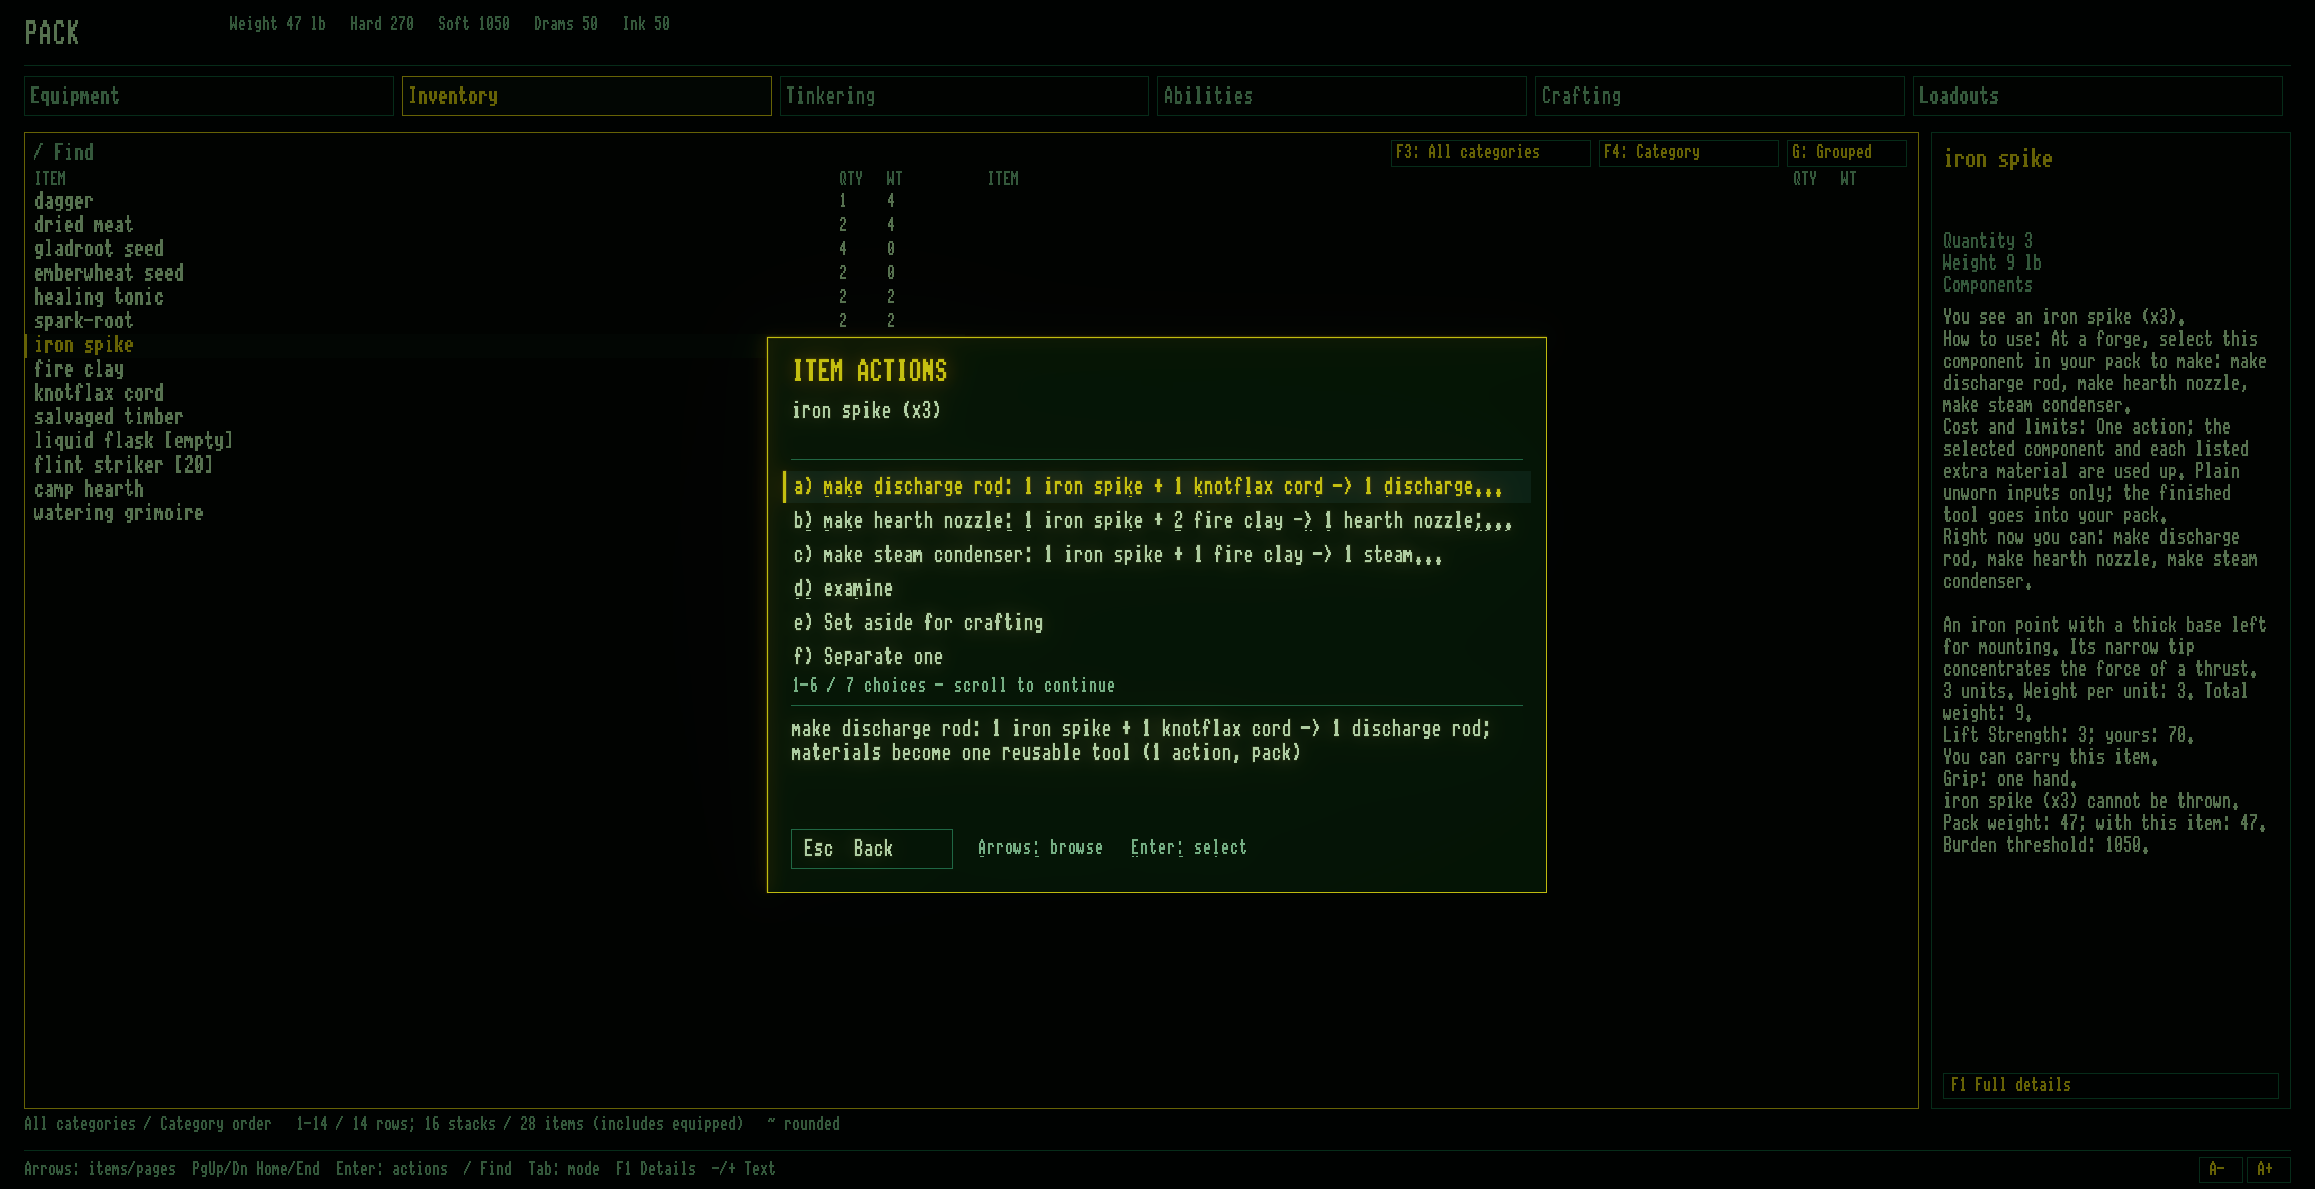 PACK
Weight 47 lb   Hard 270   Soft 1050   Drams 50   Ink 50
Equipment   Inventory   Tinkering   Abilities   Crafting   Loadouts
/ Find   F3: All categories   F4: Category   G: Grouped
ITEM   QTY   WT   ITEM   QTY   WT
dagger   1   4
dried meat   2   4
gladroot seed   4   0
emberwheat seed   2   0
healing tonic   2   2
spark-root   2   2
iron spike
fire clay
knotflax cord
salvaged timber
liquid flask [empty]
flint striker [20]
camp hearth
watering grimoire
ITEM ACTIONS
iron spike (x3)
a) make discharge rod: 1 iron spike + 1 knotflax cord -> 1 discharge...
b) make hearth nozzle: 1 iron spike + 2 fire clay -> 1 hearth nozzle;...
c) make steam condenser: 1 iron spike + 1 fire clay -> 1 steam...
d) examine
e) Set aside for crafting
f) Separate one
1-6 / 7 choices - scroll to continue
make discharge rod: 1 iron spike + 1 knotflax cord -> 1 discharge rod;
materials become one reusable tool (1 action, pack)
Esc  Back   Arrows: browse   Enter: select
iron spike
Quantity 3
Weight 9 lb
Components
You see an iron spike (x3).
How to use: At a forge, select this
component in your pack to make: make
discharge rod, make hearth nozzle,
make steam condenser.
Cost and limits: One action; the
selected component and each listed
extra material are used up. Plain
unworn inputs only; the finished
tool goes into your pack.
Right now you can: make discharge
rod, make hearth nozzle, make steam
condenser.
An iron point with a thick base left
for mounting. Its narrow tip
concentrates the force of a thrust.
3 units. Weight per unit: 3. Total
weight: 9.
Lift Strength: 3; yours: 70.
You can carry this item.
Grip: one hand.
iron spike (x3) cannot be thrown.
Pack weight: 47; with this item: 47.
Burden threshold: 1050.
F1 Full details
All categories / Category order   1-14 / 14 rows; 16 stacks / 28 items (includes equipped)   ~ rounded
Arrows: items/pages  PgUp/Dn Home/End  Enter: actions  / Find  Tab: mode  F1 Details  -/+ Text   A-   A+